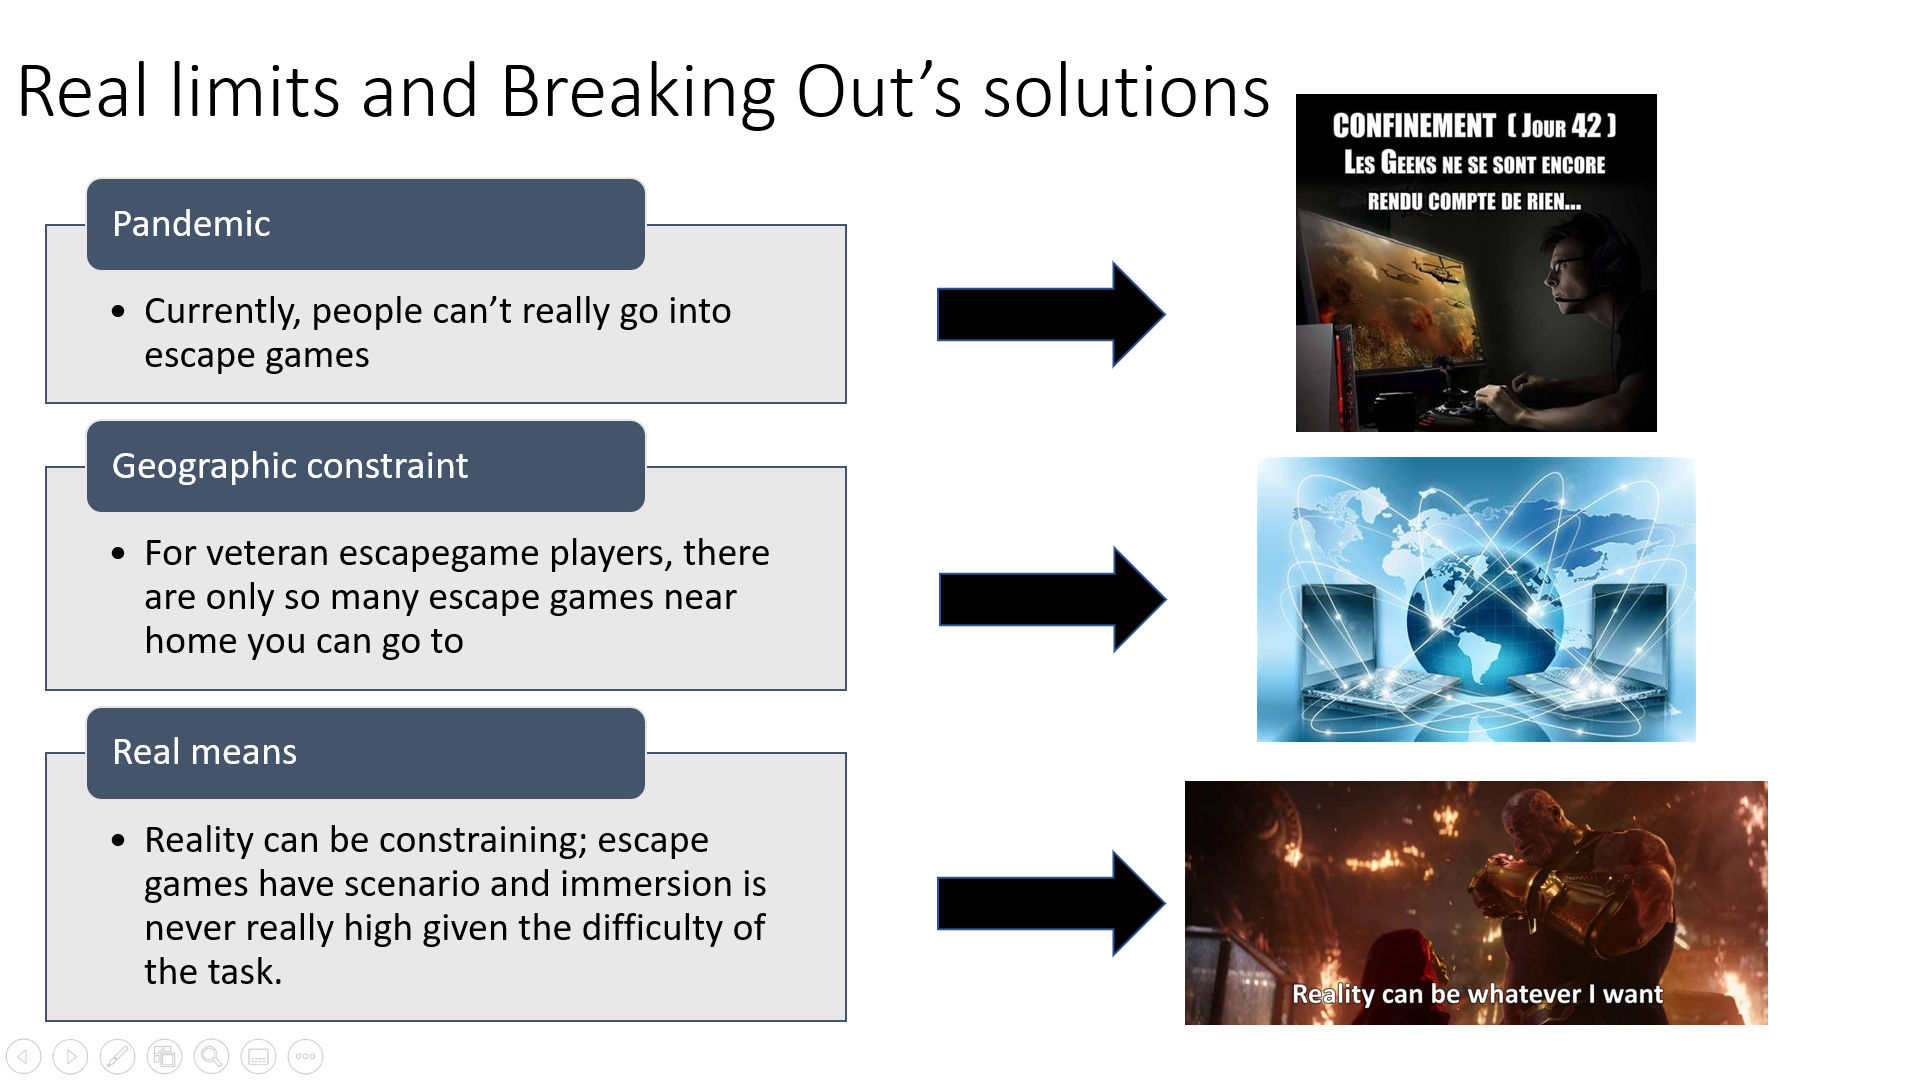 Real limits and Breaking Out’s solutions
Pandemic
• Currently, people can’t really go into
escape games
Geographic constraint
• For veteran escapegame players, there
are only so many escape games near
home you can go to
Real means
• Reality can be constraining; escape
games have scenario and immersion is
never really high given the difficulty of
the task.
CONFINEMENT ( JOUR 42 )
LES GEEKS NE SE SONT ENCORE
RENDU COMPTE DE RIEN...
Reality can be whatever I want